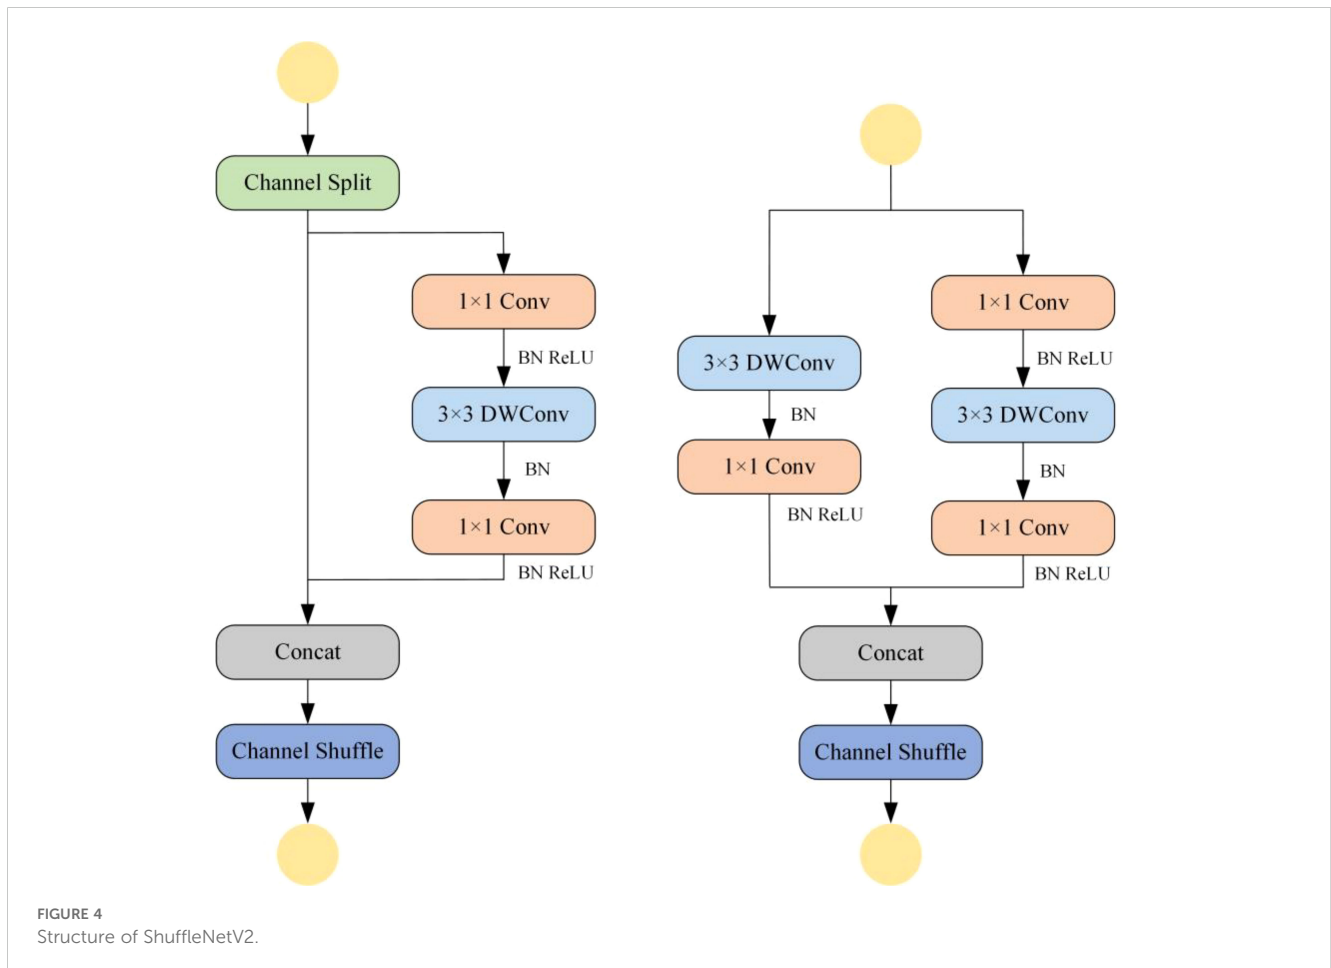 Channel Split
1×1 Conv
BN ReLU
3×3 DWConv
BN
1×1 Conv
BN ReLU
Concat
Channel Shuffle
3×3 DWConv
BN
1×1 Conv
BN ReLU
1×1 Conv
BN ReLU
3×3 DWConv
BN
1×1 Conv
BN ReLU
Concat
Channel Shuffle
FIGURE 4
Structure of ShuffleNetV2.